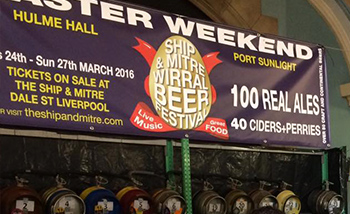 ASTER WEEKEND
HULME HALL
PORT SUNLIGHT
s 24th - Sun 27th MARCH 2016
TICKETS ON SALE AT
THE SHIP & MITRE
DALE ST LIVERPOOL
VISIT theshipandmitre.com
SHIP &
MITRE
WIRRAL
BEER
FESTIVAL
Live
Music
Great
FOOD
100 REAL ALES
40 CIDERS+PERRIES